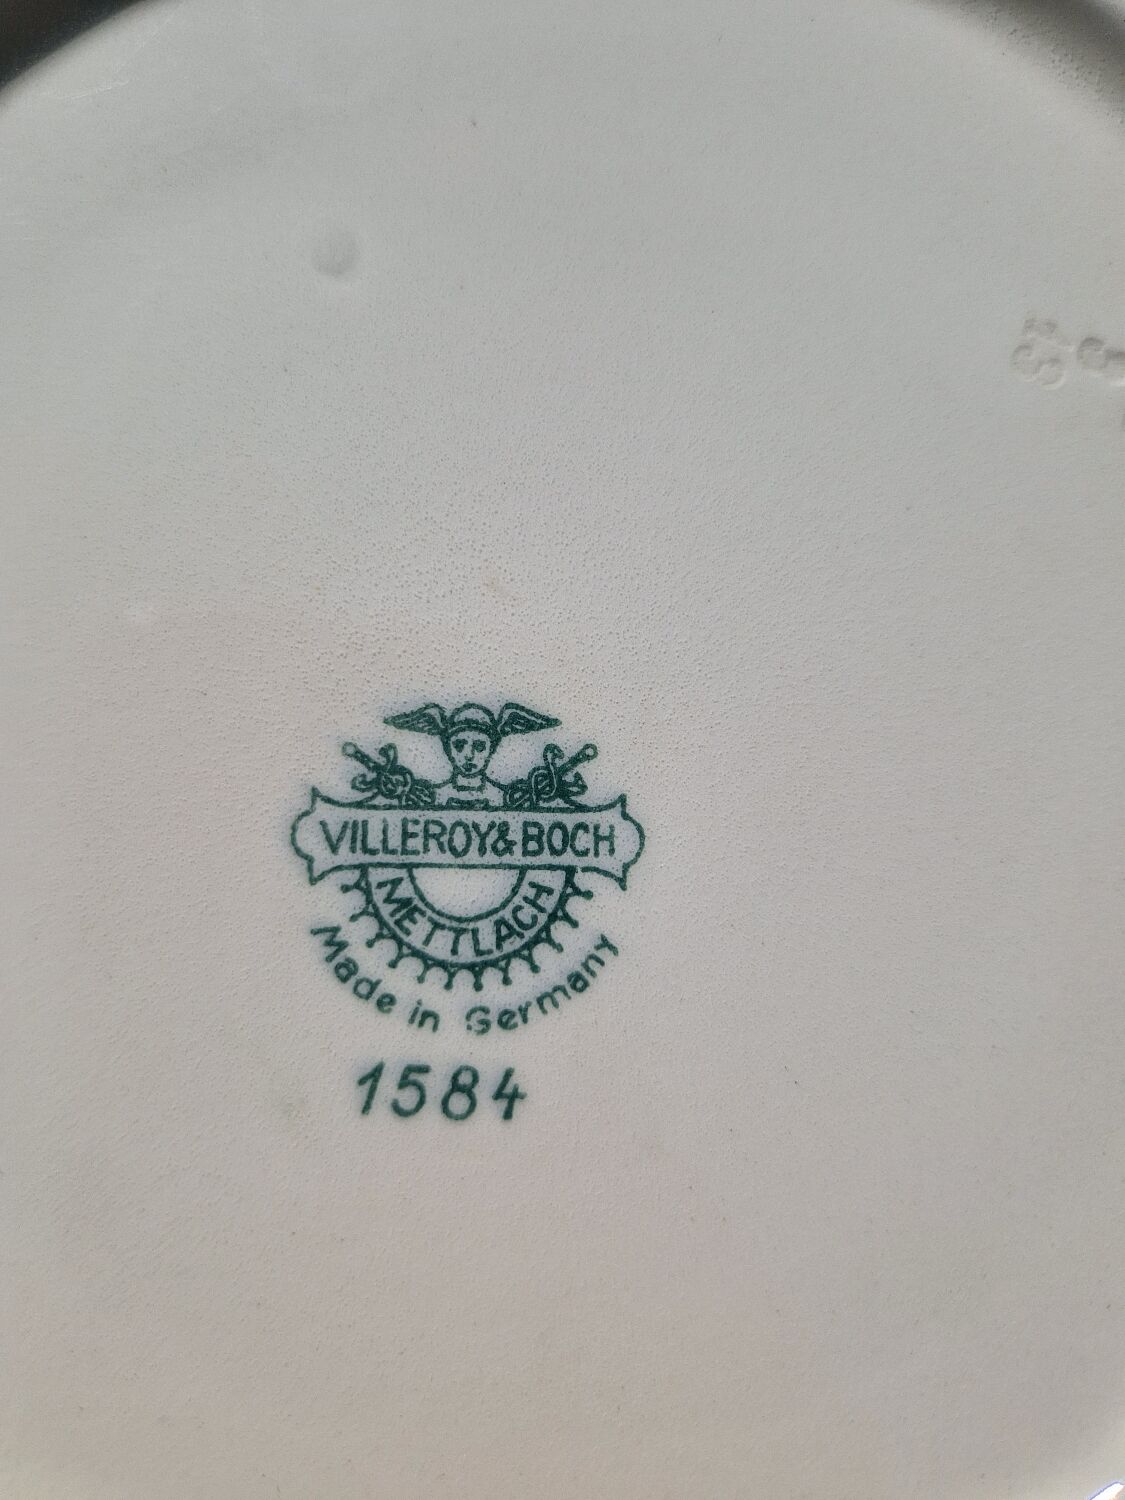 VILLEROY & BOCH
METTLACH
Made in Germany
1584